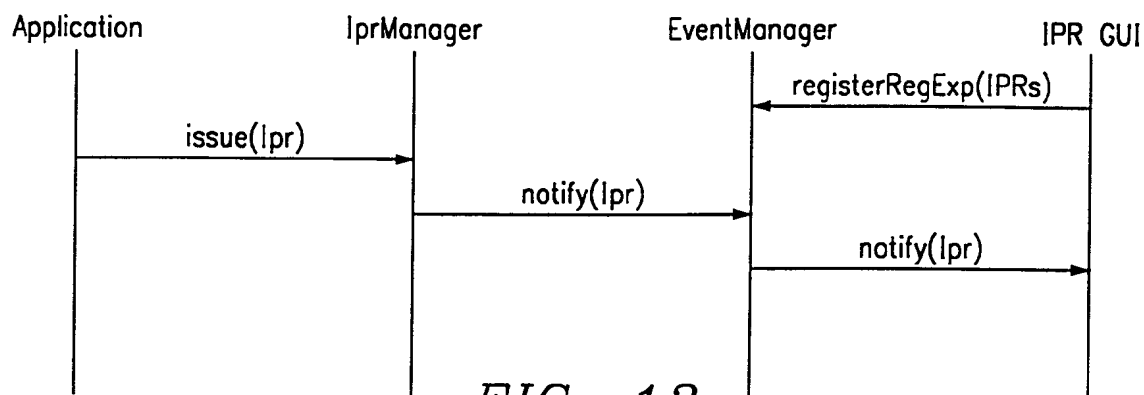 Application IprManager EventManager IPR GUI
registerRegExp(IPRs)
issue(Ipr)
notify(Ipr)
notify(Ipr)